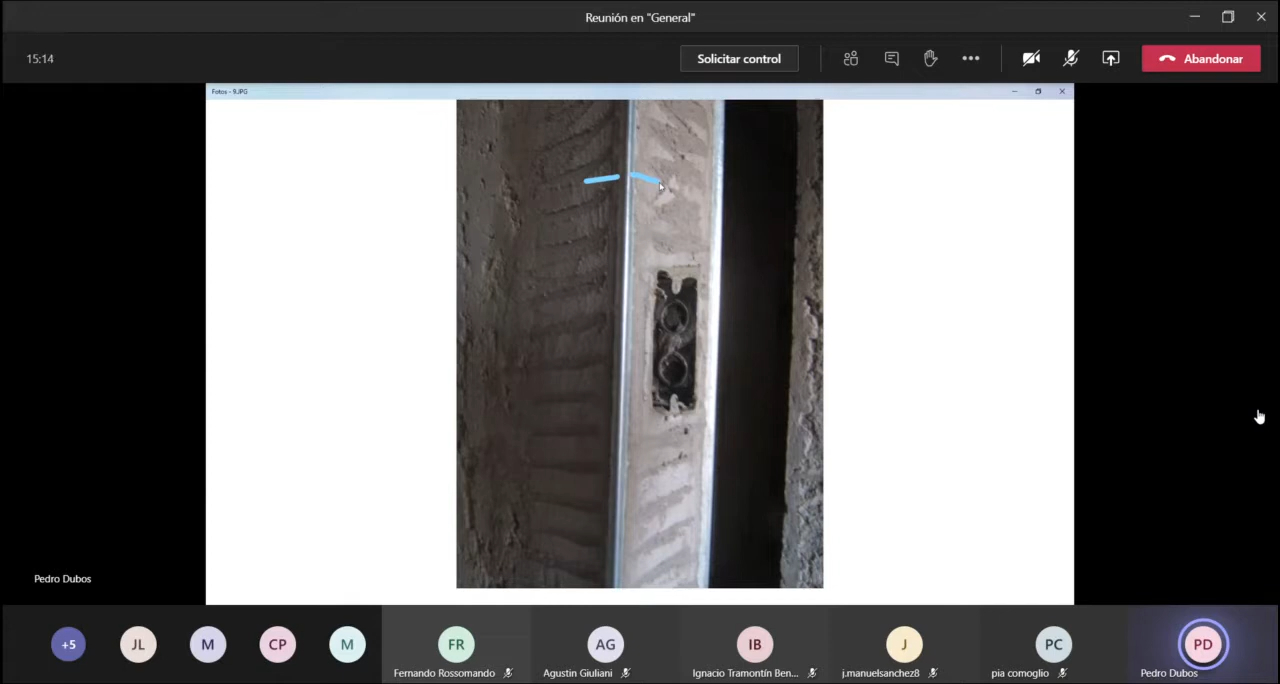 Reunión en "General"
15:14
Solicitar control
Abandonar
Fotos - 9.JPG
Pedro Dubos
+5
JL
M
CP
M
FR
AG
IB
J
PC
PD
Fernando Rossomando
Agustin Giuliani
Ignacio Tramontín Ben...
j.manuelsanchez8
pia comoglio
Pedro Dubos